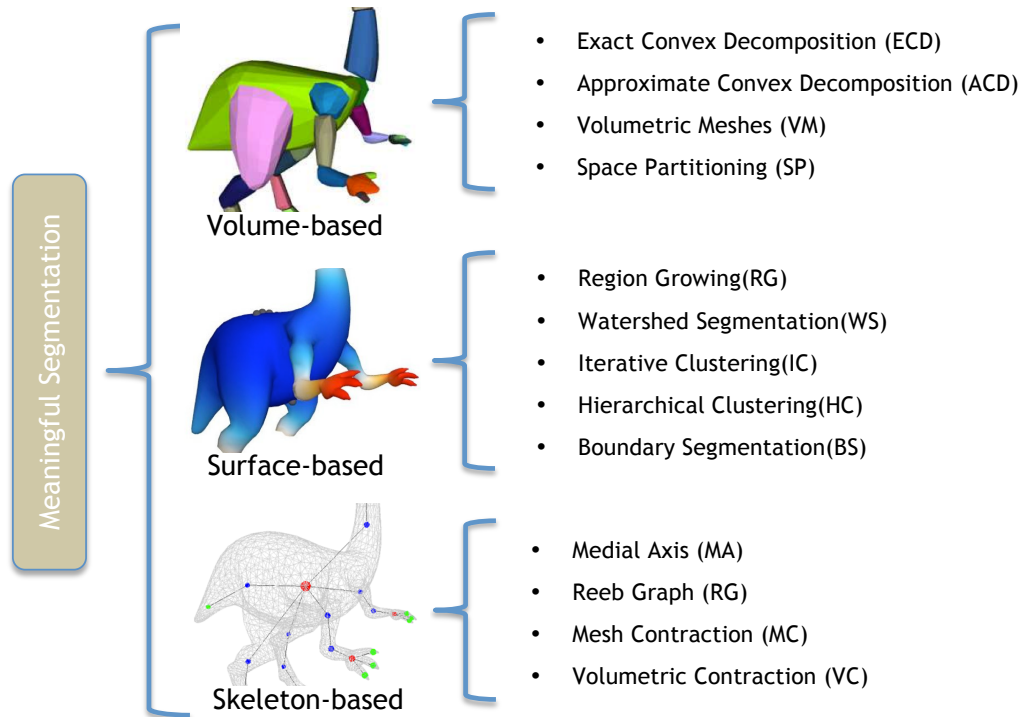 Meaningful Segmentation
Volume-based
• Exact Convex Decomposition (ECD)
• Approximate Convex Decomposition (ACD)
• Volumetric Meshes (VM)
• Space Partitioning (SP)
Surface-based
• Region Growing(RG)
• Watershed Segmentation(WS)
• Iterative Clustering(IC)
• Hierarchical Clustering(HC)
• Boundary Segmentation(BS)
Skeleton-based
• Medial Axis (MA)
• Reeb Graph (RG)
• Mesh Contraction (MC)
• Volumetric Contraction (VC)